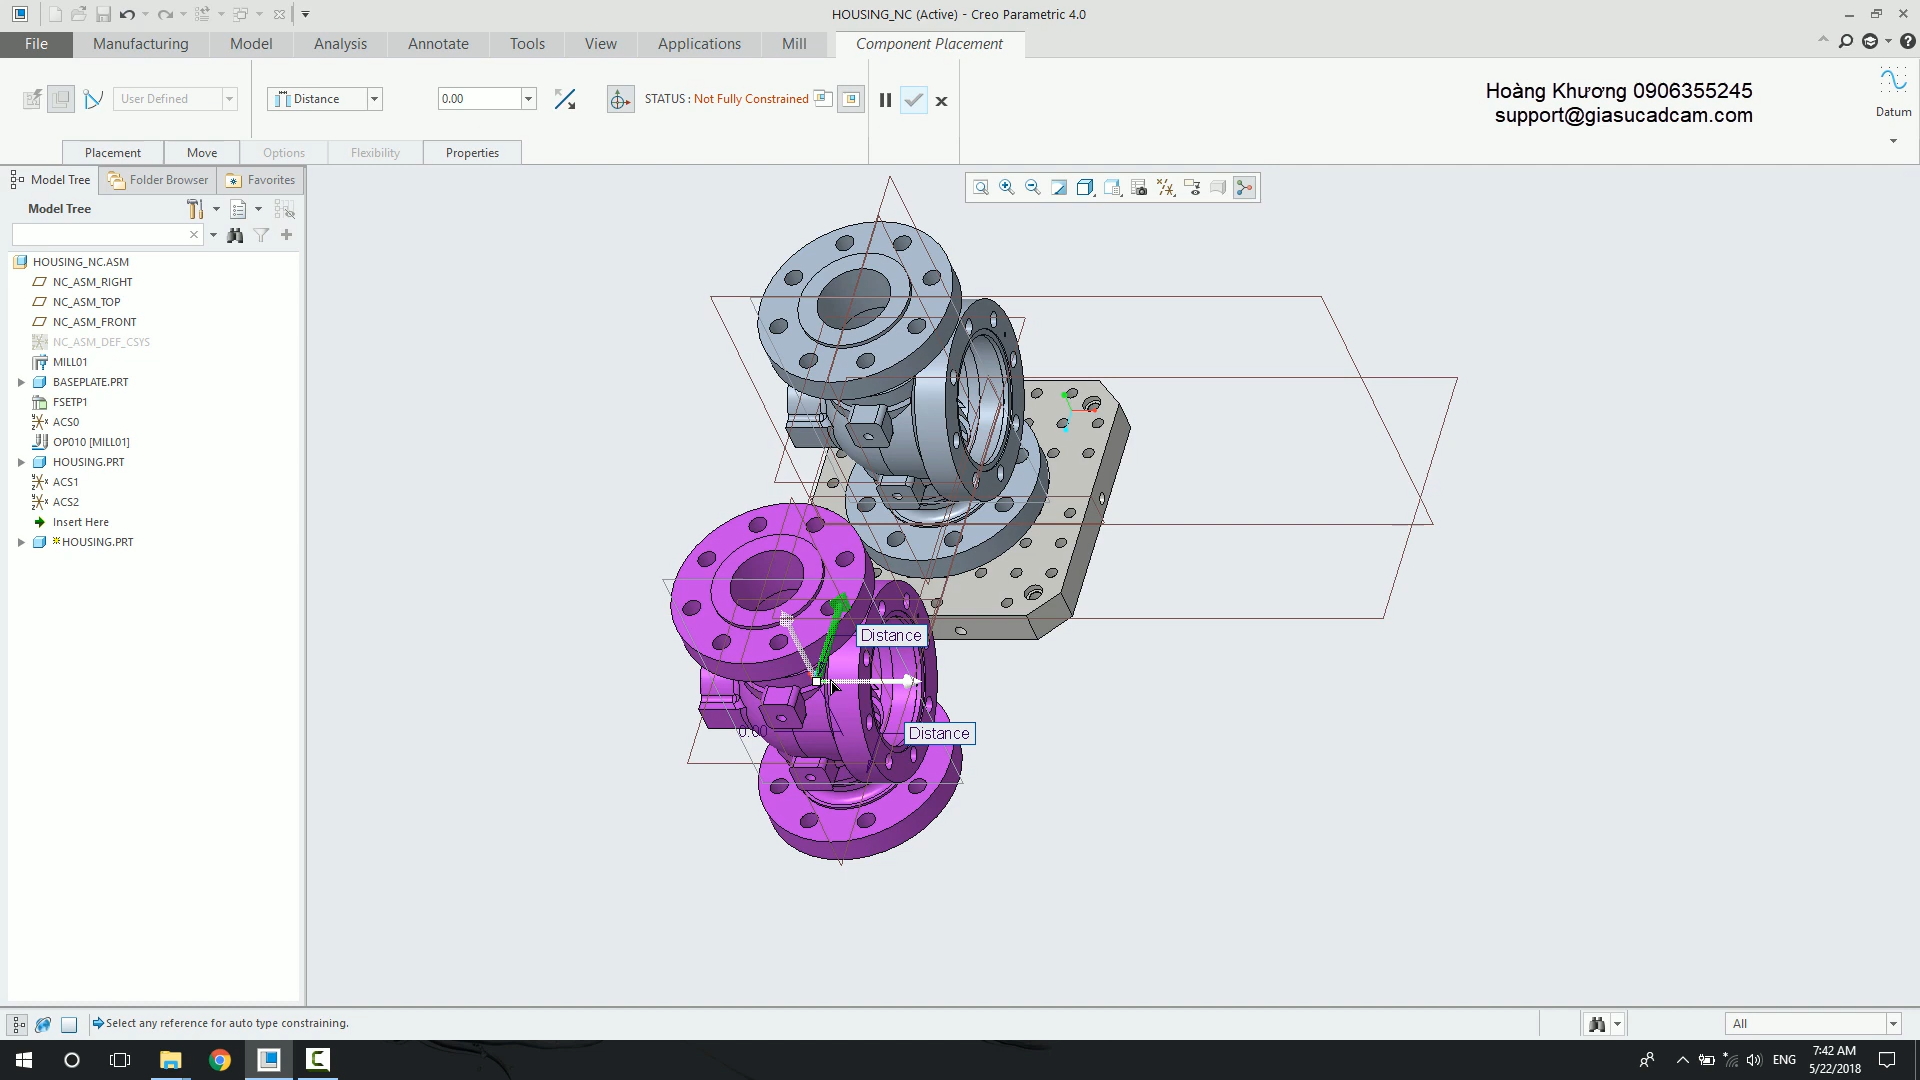 HOUSING_NC (Active) - Creo Parametric 4.0
File Manufacturing Model Analysis Annotate Tools View Applications Mill Component Placement
User Defined Distance 0.00 STATUS : Not Fully Constrained
Hoàng Khương 0906355245
support@giasucadcam.com
Datum
Placement Move Options Flexibility Properties
Model Tree Folder Browser Favorites
Model Tree
HOUSING_NC.ASM
NC_ASM_RIGHT
NC_ASM_TOP
NC_ASM_FRONT
NC_ASM_DEF_CSYS
MILL01
BASEPLATE.PRT
FSETP1
ACS0
OP010 [MILL01]
HOUSING.PRT
ACS1
ACS2
Insert Here
HOUSING.PRT
Distance
0.00
Distance
Select any reference for auto type constraining.
All
ENG
7:42 AM
5/22/2018